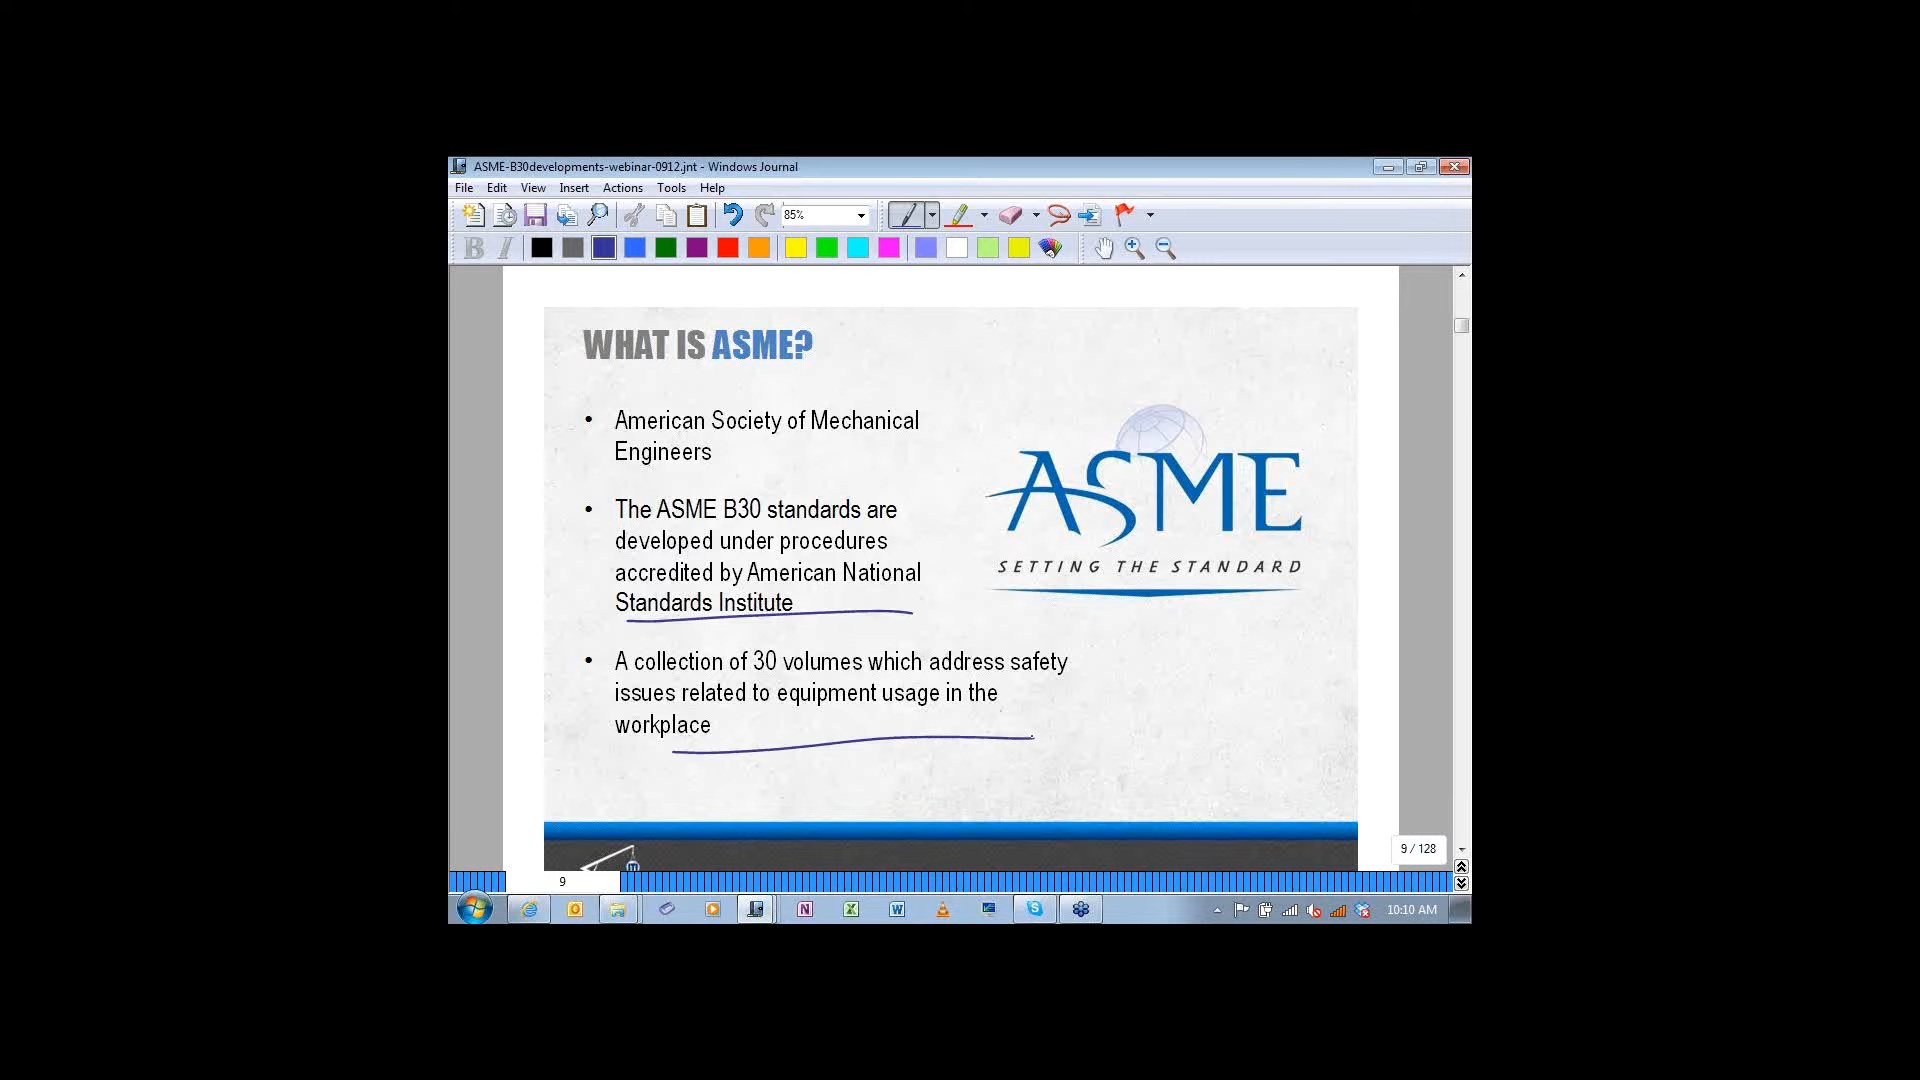 ASME-B30developments-webinar-0912.jnt - Windows Journal
File Edit View Insert Actions Tools Help
85%
B I
WHAT IS ASME?
• American Society of Mechanical
Engineers
• The ASME B30 standards are
developed under procedures
accredited by American National
Standards Institute
ASME
SETTING THE STANDARD
• A collection of 30 volumes which address safety
issues related to equipment usage in the
workplace
9 / 128
9
10:10 AM